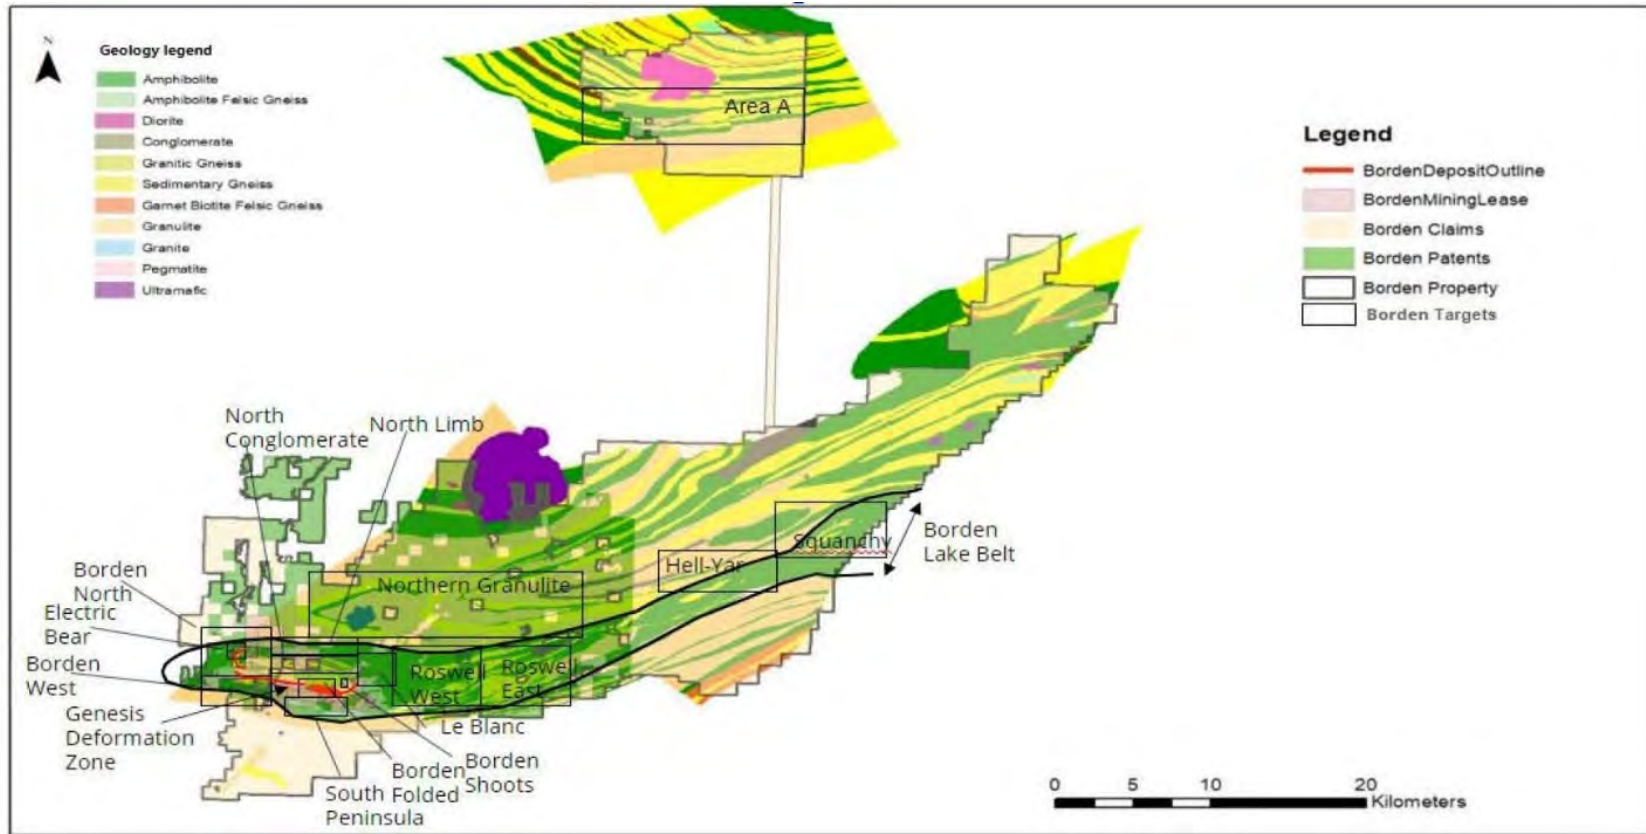 N
Geology legend
Amphibolite
Amphibolite Felsic Gneiss
Diorite
Conglomerate
Granitic Gneiss
Sedimentary Gneiss
Garnet Biotite Felsic Gneiss
Granulite
Granite
Pegmatite
Ultramafic
Area A
Legend
BordenDepositOutline
BordenMiningLease
Borden Claims
Borden Patents
Borden Property
Borden Targets
North
Conglomerate
North Limb
Borden
North
Electric
Bear
Borden
West
Genesis
Deformation
Zone
Northern Granulite
Hell-Yar
Squanchy
Borden
Lake Belt
Roswell
West
Roswell
East
Le Blanc
Borden
Shoots
Borden
Folded
South
Peninsula
0 5 10 20
Kilometers